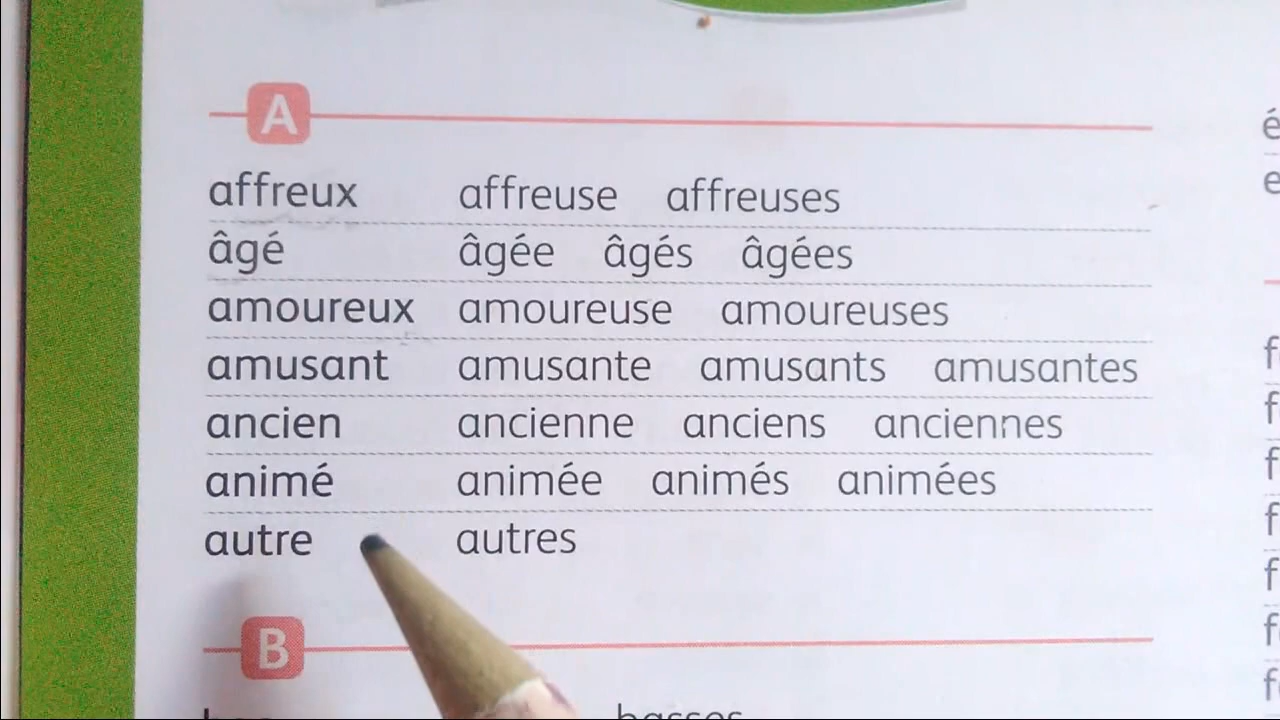 A
affreux affreuse affreuses
âgé âgée âgés âgées
amoureux amoureuse amoureuses
amusant amusante amusants amusantes
ancien ancienne anciens anciennes
animé animée animés animées
autre autres
B
basses